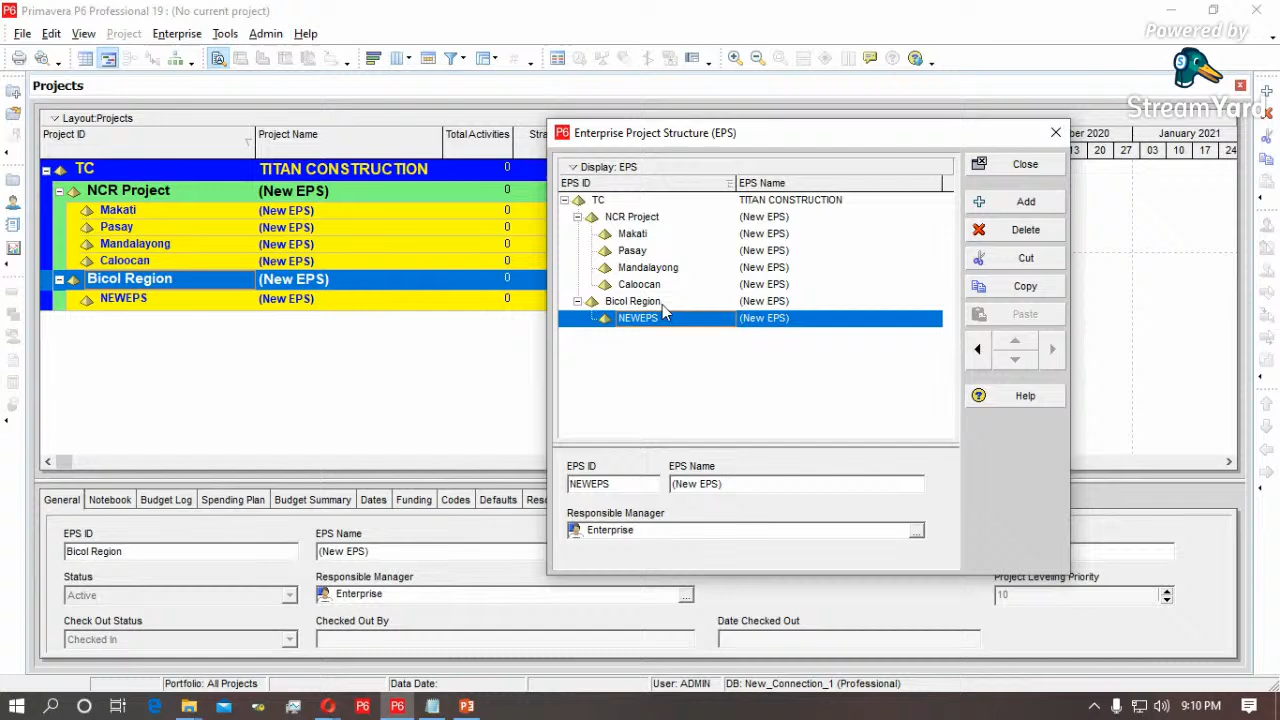 Primavera P6 Professional 19 : (No current project)
File Edit View Project Enterprise Tools Admin Help
Powered by
StreamYard
Projects
Layout:Projects
Project ID Project Name Total Activities Stra
ber 2020 January 2021
20 27 03 10 17 24
TC TITAN CONSTRUCTION 0
NCR Project (New EPS) 0
Makati (New EPS) 0
Pasay (New EPS) 0
Mandalayong (New EPS) 0
Caloocan (New EPS) 0
Bicol Region (New EPS) 0
NEWEPS (New EPS) 0
Enterprise Project Structure (EPS)
Display: EPS
EPS ID EPS Name
TC TITAN CONSTRUCTION
NCR Project (New EPS)
Makati (New EPS)
Pasay (New EPS)
Mandalayong (New EPS)
Caloocan (New EPS)
Bicol Region (New EPS)
NEWEPS (New EPS)
Close
Add
Delete
Cut
Copy
Paste
Help
EPS ID EPS Name
NEWEPS (New EPS)
Responsible Manager
Enterprise
General Notebook Budget Log Spending Plan Budget Summary Dates Funding Codes Defaults Reso
EPS ID EPS Name
Bicol Region (New EPS)
Status Responsible Manager Project Leveling Priority
Active Enterprise 10
Check Out Status Checked Out By Date Checked Out
Checked In
Portfolio: All Projects Data Date: User: ADMIN DB: New_Connection_1 (Professional)
9:10 PM